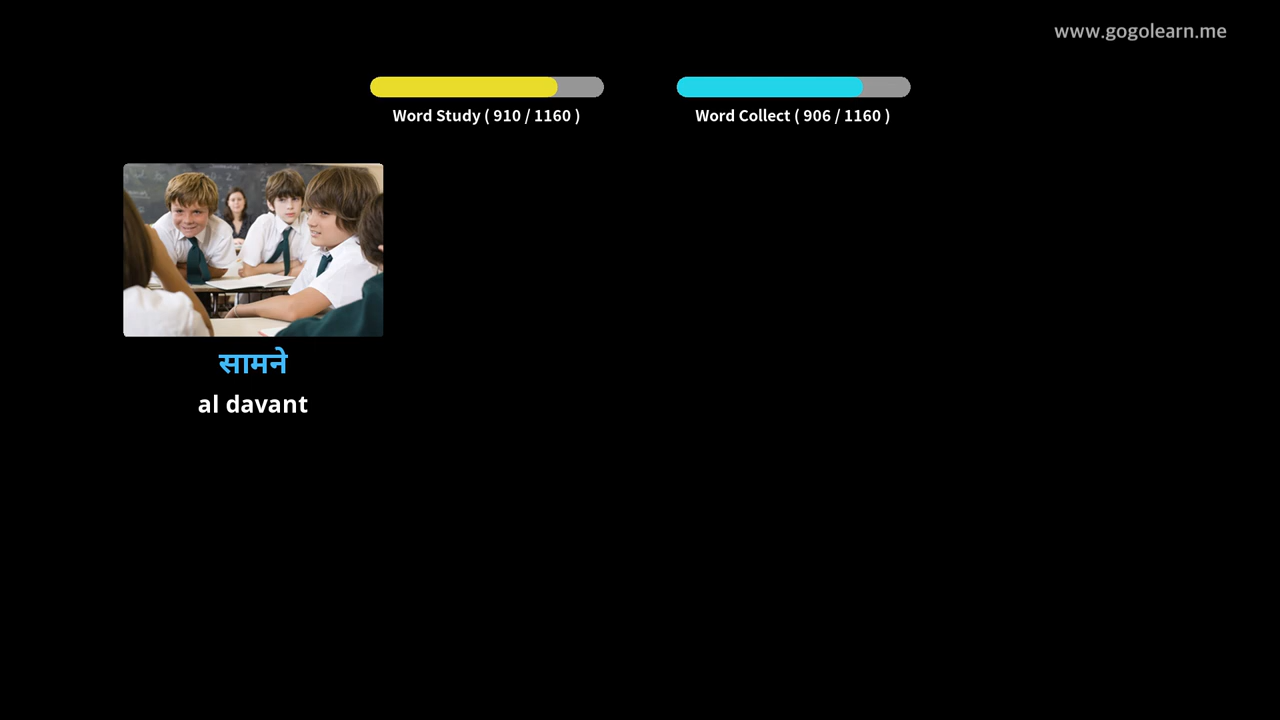 www.gogolearn.me
Word Study ( 910 / 1160 )
Word Collect ( 906 / 1160 )
सामने
al davant